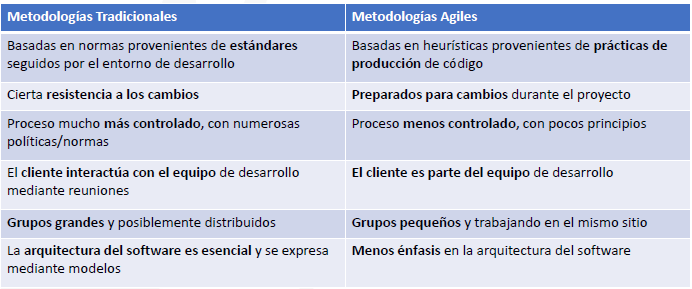 Metodologías Tradicionales
Metodologías Agiles
Basadas en normas provenientes de estándares
seguidos por el entorno de desarrollo
Basadas en heurísticas provenientes de prácticas de
producción de código
Cierta resistencia a los cambios
Preparados para cambios durante el proyecto
Proceso mucho más controlado, con numerosas
políticas/normas
Proceso menos controlado, con pocos principios
El cliente interactúa con el equipo de desarrollo
mediante reuniones
El cliente es parte del equipo de desarrollo
Grupos grandes y posiblemente distribuidos
Grupos pequeños y trabajando en el mismo sitio
La arquitectura del software es esencial y se expresa
mediante modelos
Menos énfasis en la arquitectura del software